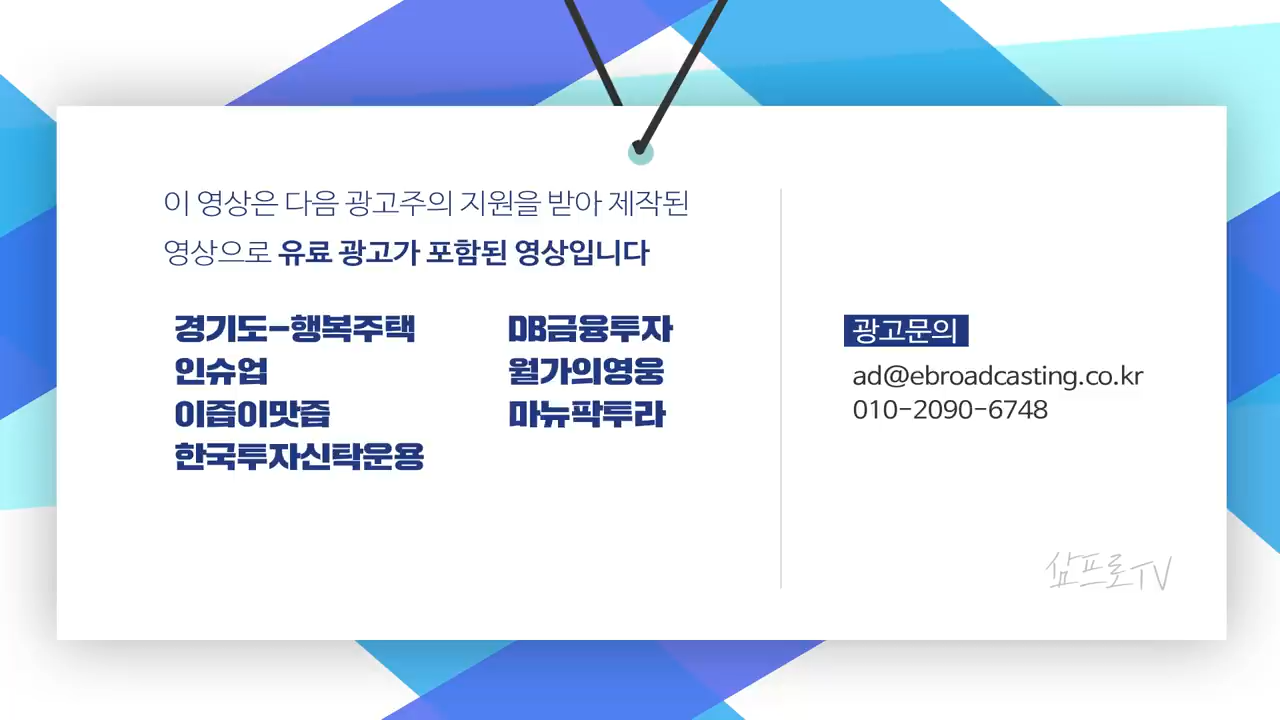 이 영상은 다음 광고주의 지원을 받아 제작된
영상으로 유료 광고가 포함된 영상입니다
경기도-행복주택
인슈업
이즙이맛즙
한국투자신탁운용
DB금융투자
월가의영웅
마뉴팍투라
광고문의
ad@ebroadcasting.co.kr
010-2090-6748
삼프로TV